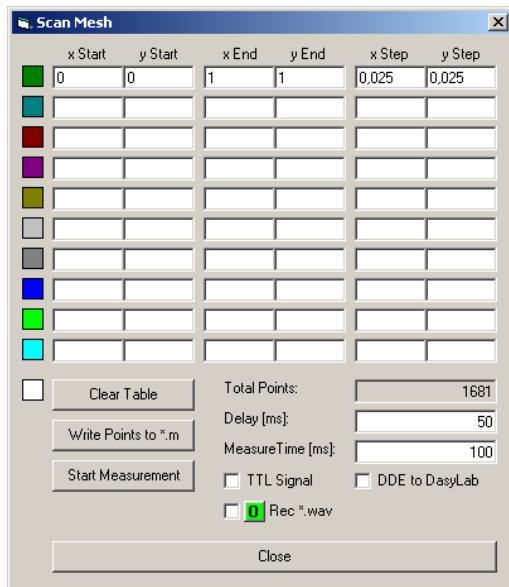 Scan Mesh
x Start y Start x End y End x Step y Step
0 0 1 1 0,025 0,025
Clear Table
Total Points: 1681
Delay [ms]: 50
Write Points to *.m
MeasureTime [ms]: 100
Start Measurement
TTL Signal DDE to DasyLab
0 Rec *.wav
Close